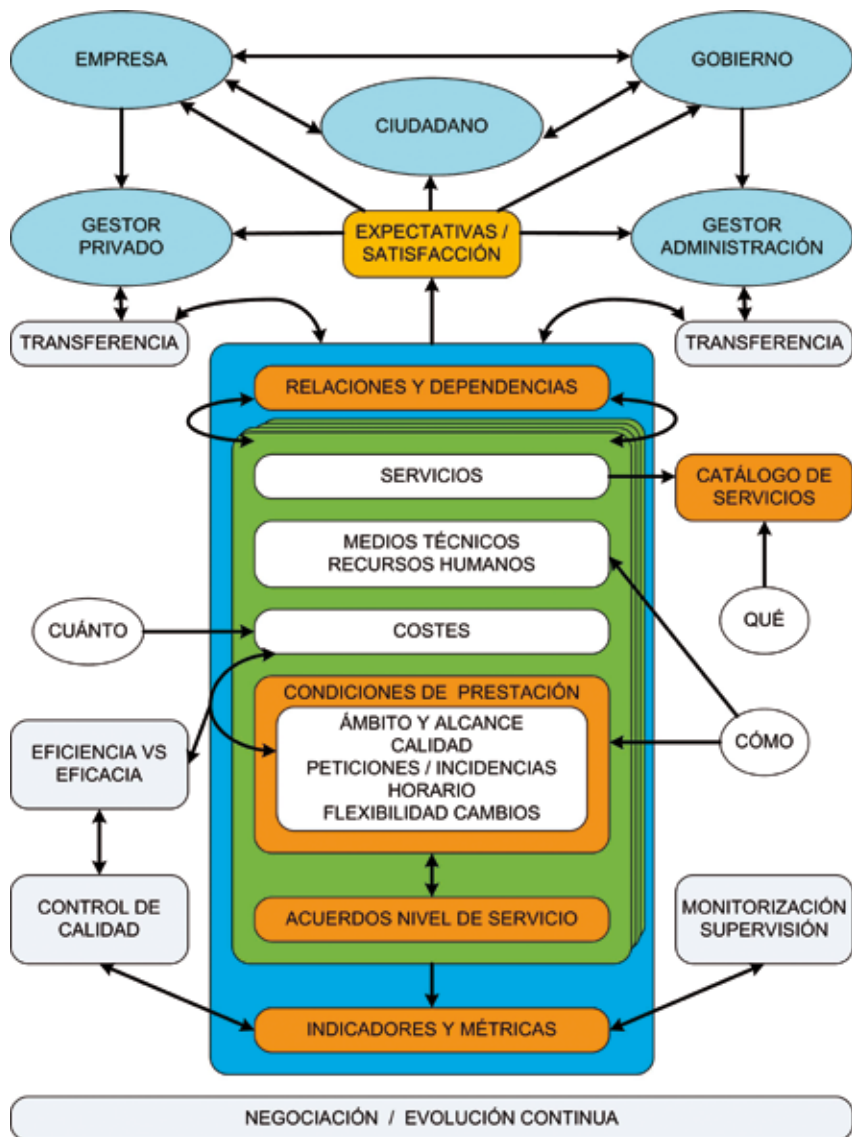 EMPRESA
GOBIERNO
CIUDADANO
GESTOR
PRIVADO
EXPECTATIVAS /
SATISFACCIÓN
GESTOR
ADMINISTRACIÓN
TRANSFERENCIA
TRANSFERENCIA
RELACIONES Y DEPENDENCIAS
SERVICIOS
CATÁLOGO DE
SERVICIOS
MEDIOS TÉCNICOS
RECURSOS HUMANOS
CUÁNTO
COSTES
QUÉ
CONDICIONES DE PRESTACIÓN
ÁMBITO Y ALCANCE
CALIDAD
PETICIONES / INCIDENCIAS
HORARIO
FLEXIBILIDAD CAMBIOS
CÓMO
EFICIENCIA VS
EFICACIA
CONTROL DE
CALIDAD
ACUERDOS NIVEL DE SERVICIO
MONITORIZACIÓN
SUPERVISIÓN
INDICADORES Y MÉTRICAS
NEGOCIACIÓN / EVOLUCIÓN CONTINUA